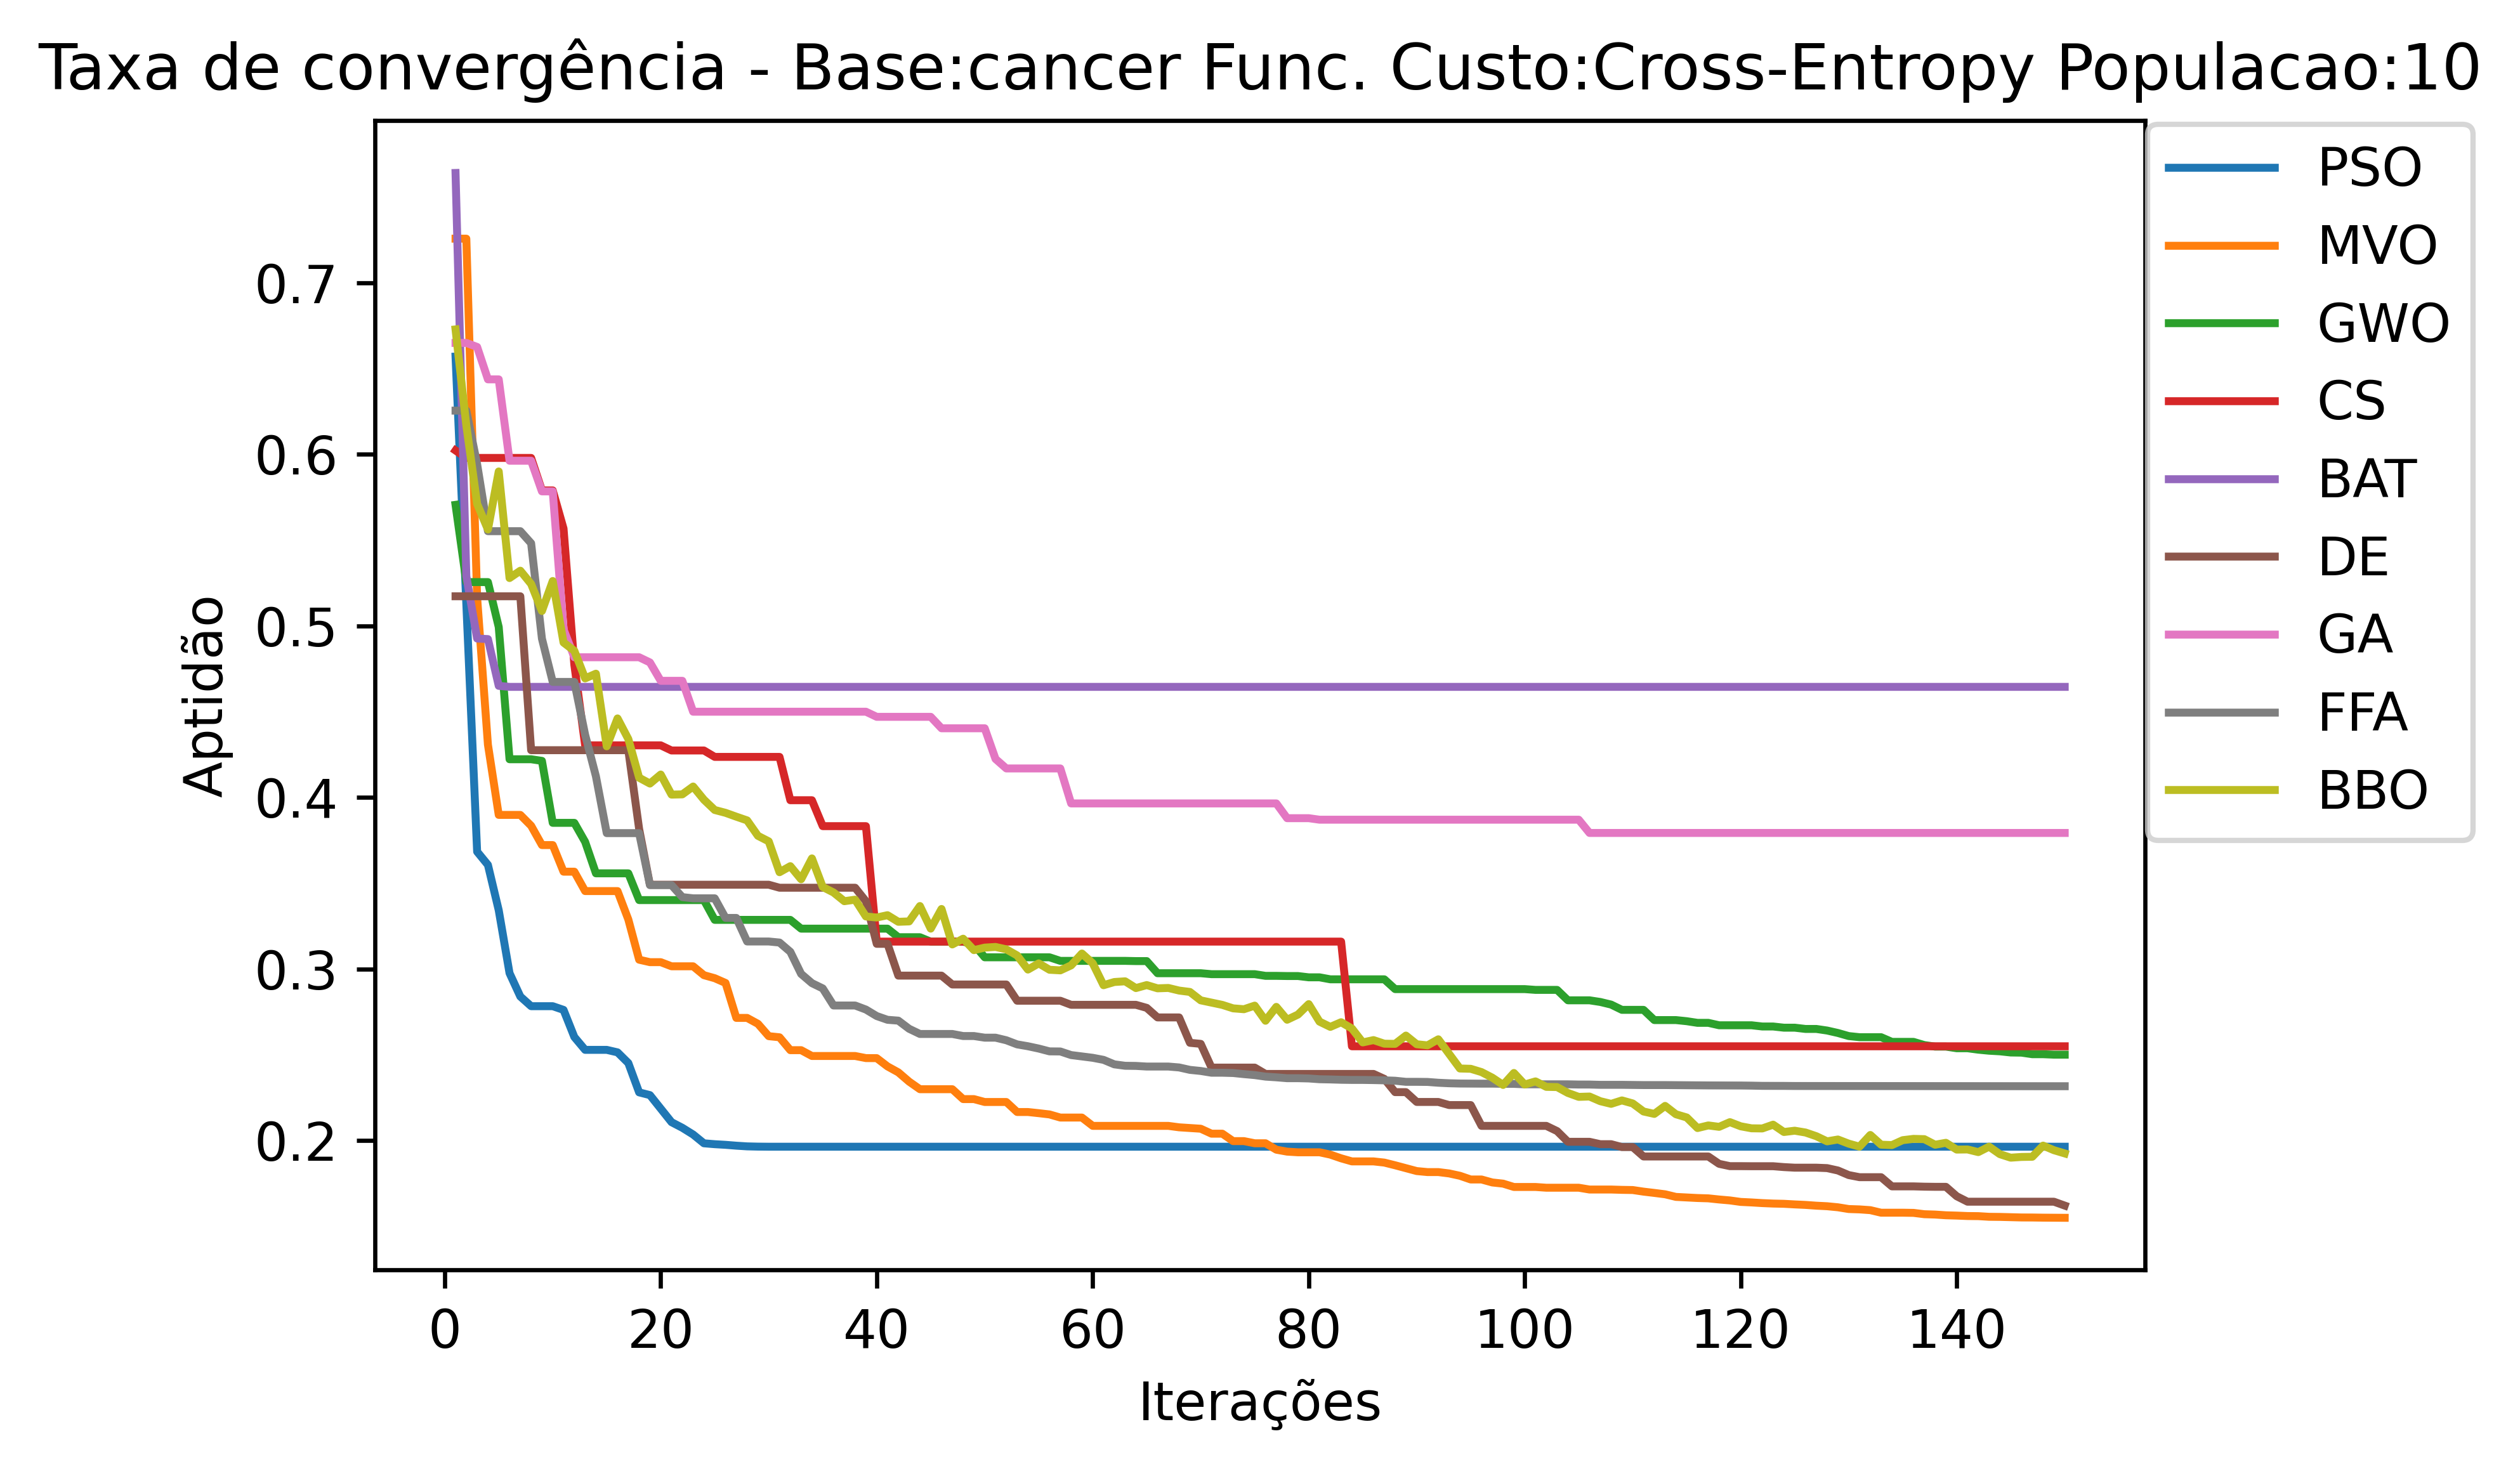 Taxa de convergência - Base:cancer Func. Custo:Cross-Entropy Populacao:10
PSO
MVO
GWO
CS
BAT
DE
GA
FFA
BBO
Aptidão
0.7
0.6
0.5
0.4
0.3
0.2
0 20 40 60 80 100 120 140
Iterações